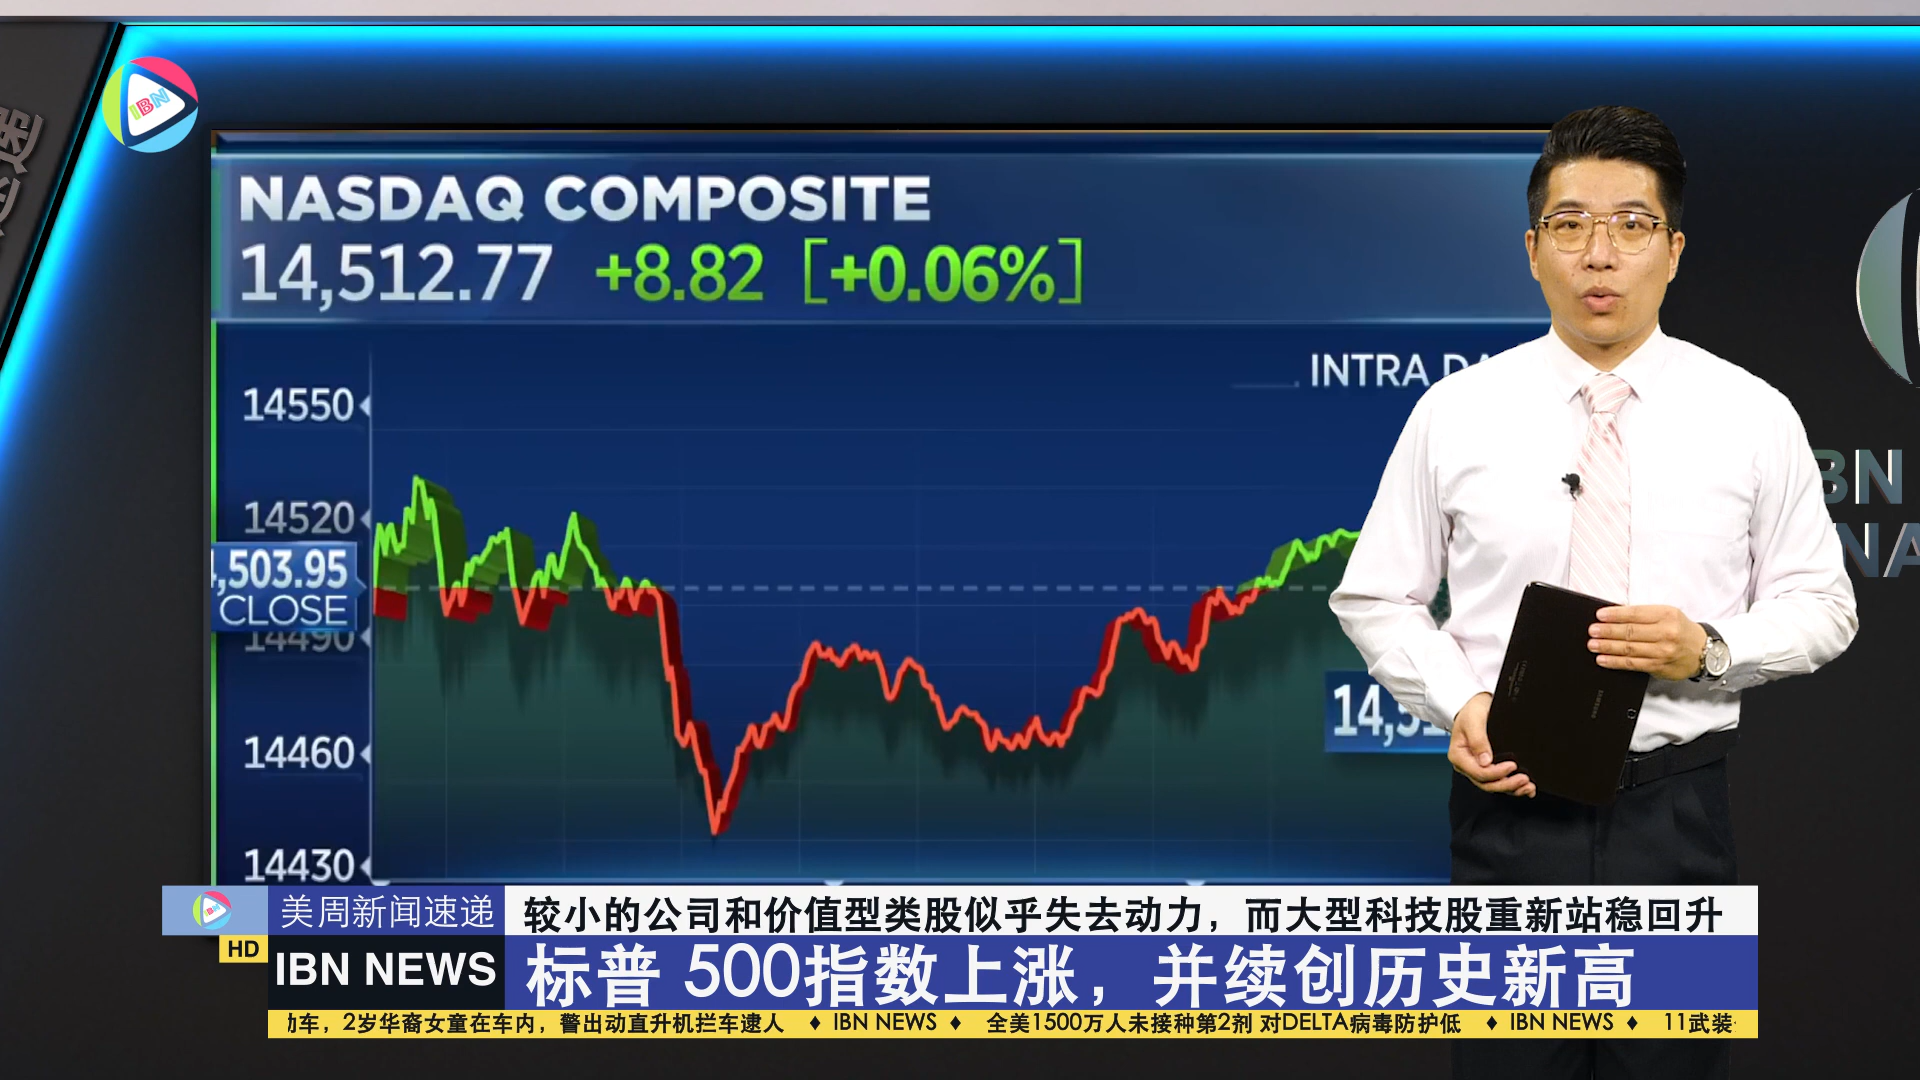 IBN
NASDAQ COMPOSITE
14,512.77 +8.82 [+0.06%]
INTRA
14550
14520
,503.95
CLOSE
14490
14460
14430
14,51
BN
NA
美周新闻速递
较小的公司和价值型类股似乎失去动力，而大型科技股重新站稳回升
HD
IBN NEWS
标普 500指数上涨，并续创历史新高
车，2岁华裔女童在车内，警出动直升机拦车逮人 ♦ IBN NEWS ♦ 全美1500万人未接种第2剂 对DELTA病毒防护低 ♦ IBN NEWS ♦ 11武装